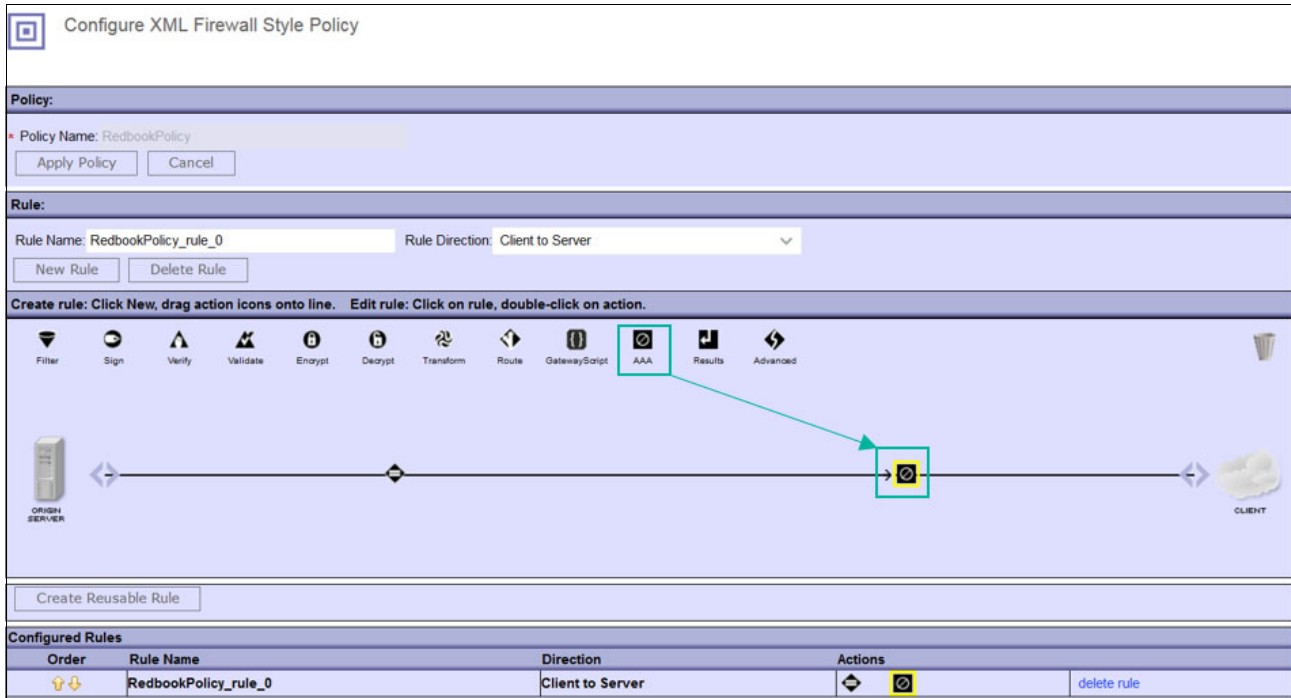 Configure XML Firewall Style Policy
Policy:
* Policy Name: RedbookPolicy
Apply Policy Cancel
Rule:
Rule Name: RedbookPolicy_rule_0 Rule Direction: Client to Server
New Rule Delete Rule
Create rule: Click New, drag action icons onto line. Edit rule: Click on rule, double-click on action.
Filter Sign Verify Validate Encrypt Decrypt Transform Route GatewayScript AAA Results Advanced
ORIGIN
SERVER
CLIENT
Create Reusable Rule
Configured Rules
Order Rule Name Direction Actions
RedbookPolicy_rule_0 Client to Server delete rule